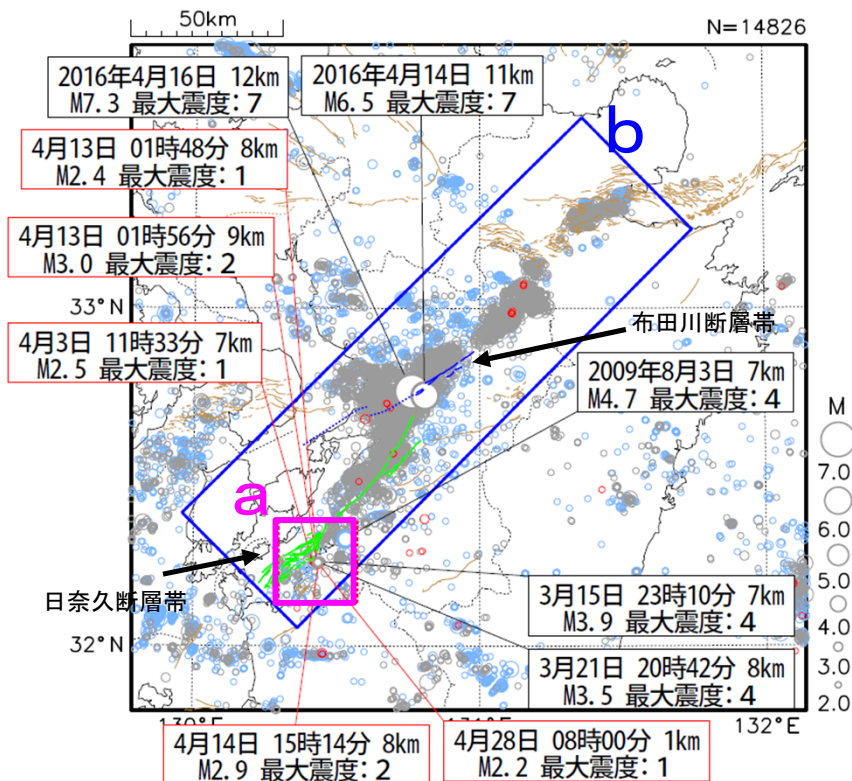 50km
N=14826
2016年4月16日 12km
M7.3 最大震度:7
2016年4月14日 11km
M6.5 最大震度:7
b
4月13日 01時48分 8km
M2.4 最大震度:1
4月13日 01時56分 9km
M3.0 最大震度:2
33°N
布田川断層帯
4月3日 11時33分 7km
M2.5 最大震度:1
2009年8月3日 7km
M4.7 最大震度:4
M
7.0
6.0
5.0
4.0
3.0
2.0
a
日奈久断層帯
3月15日 23時10分 7km
M3.9 最大震度:4
32°N
3月21日 20時42分 8km
M3.5 最大震度:4
130°E
131°E
132°E
4月14日 15時14分 8km
M2.9 最大震度:2
4月28日 08時00分 1km
M2.2 最大震度:1